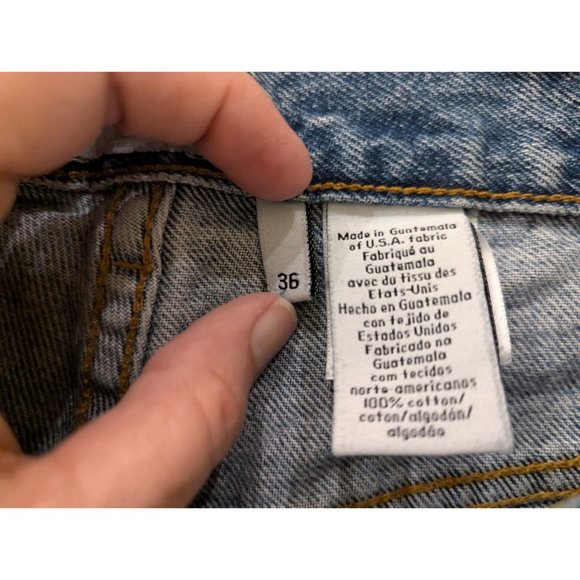 36
Made in Guatemala
of U.S.A. fabric
Fabriqué au
Guatemala
avec du tissu des
Etats-Unis
Hecho en Guatemala
con tejido de
Estados Unidos
Fabricado na
Guatemala
com tecidos
norte-americanos
100% cotton/
coton/algodón/
algodão